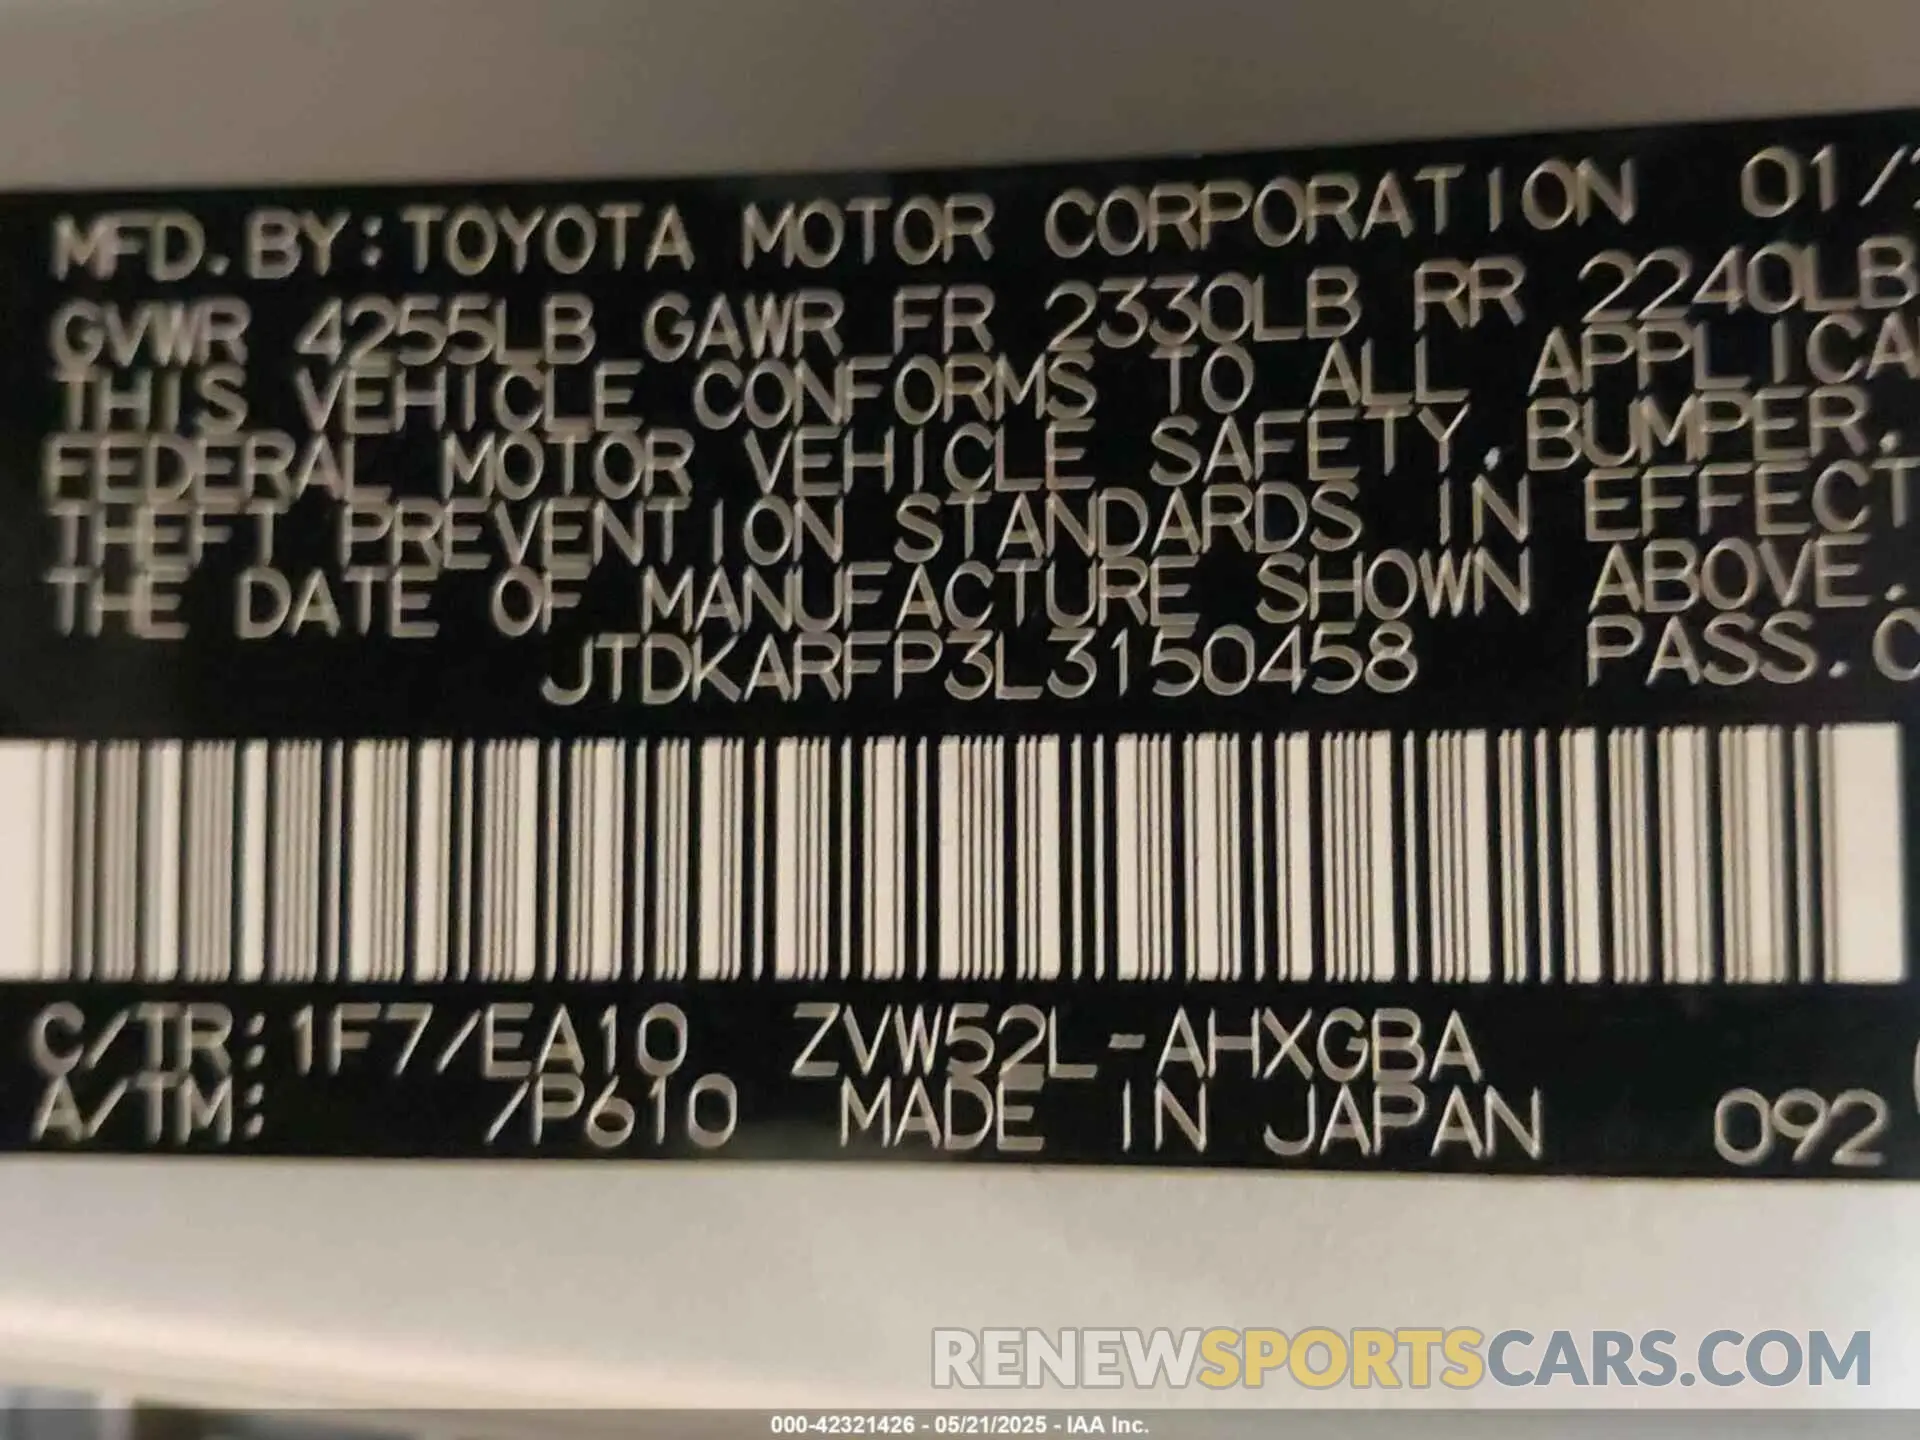 MFD.BY:TOYOTA MOTOR CORPORATION 01/
GVWR 4255LB GAWR FR 2330LB RR 2240LB
THIS VEHICLE CONFORMS TO ALL APPLICA
FEDERAL MOTOR VEHICLE SAFETY,BUMPER,
THEFT PREVENTION STANDARDS IN EFFECT
THE DATE OF MANUFACTURE SHOWN ABOVE.
JTDKARFP3L3150458 PASS.C
C/TR:1F7/EA10 ZVW52L-AHXGBA
A/TM: /P610 MADE IN JAPAN 092
RENEWSPORTSCARS.COM
000-42321426 - 05/21/2025 - IAA Inc.